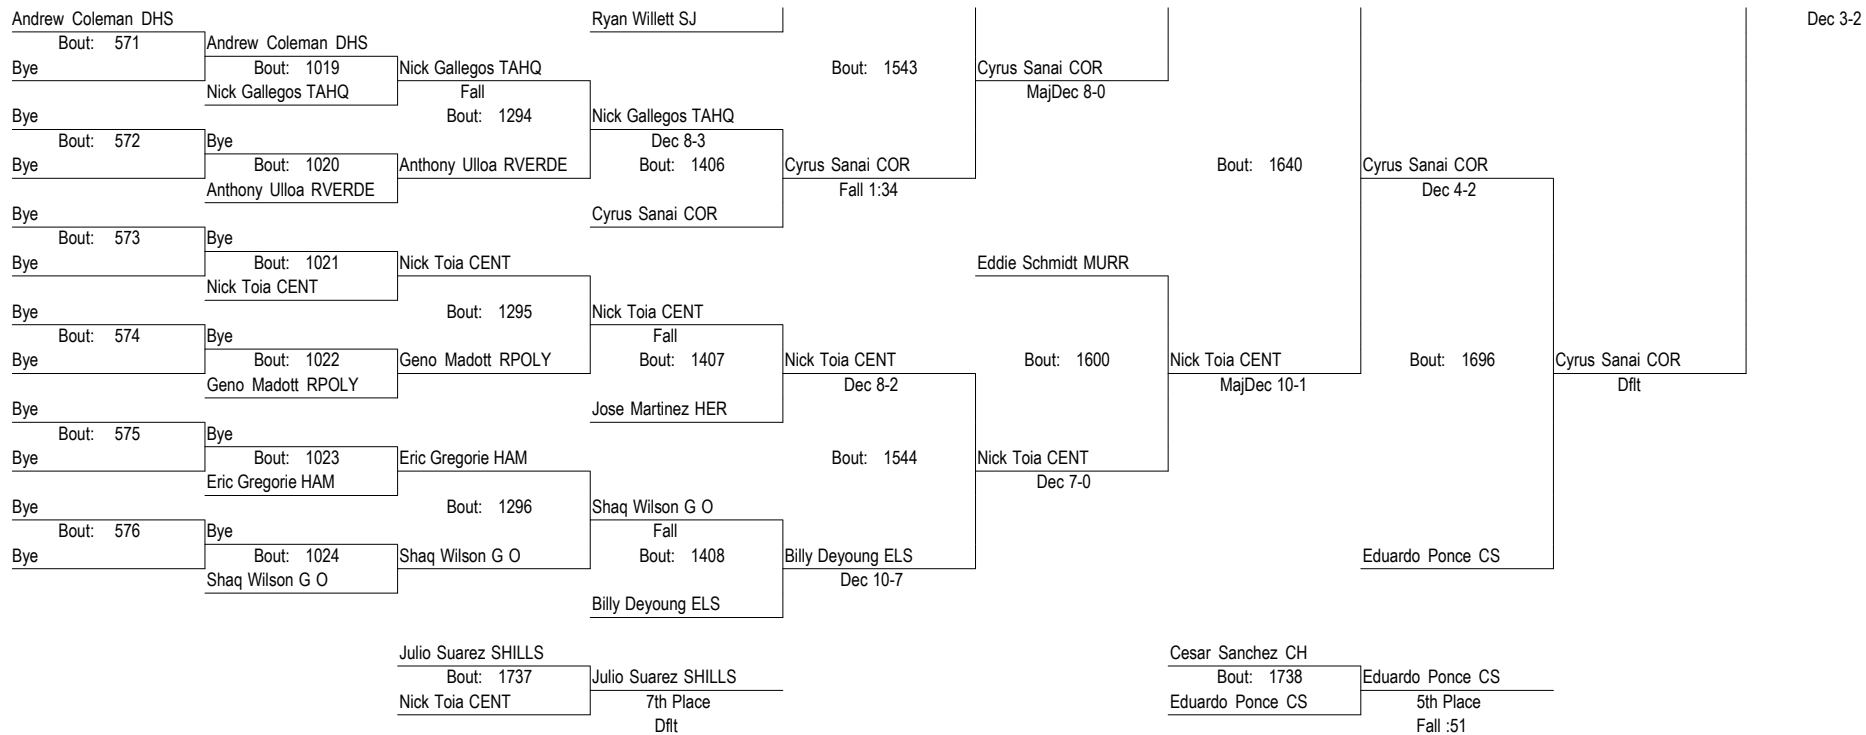 Andrew Coleman DHS
Ryan Willett SJ
Dec 3-2
Bout: 571
Andrew Coleman DHS
Bye
Bout: 1019
Nick Gallegos TAHQ
Bout: 1543
Cyrus Sanai COR
Nick Gallegos TAHQ
Fall
MajDec 8-0
Bye
Bout: 1294
Nick Gallegos TAHQ
Bout: 572
Bye
Dec 8-3
Bye
Bout: 1020
Anthony Ulloa RVERDE
Bout: 1406
Cyrus Sanai COR
Bout: 1640
Cyrus Sanai COR
Anthony Ulloa RVERDE
Fall 1:34
Dec 4-2
Bye
Cyrus Sanai COR
Bout: 573
Bye
Bye
Bout: 1021
Nick Toia CENT
Eddie Schmidt MURR
Nick Toia CENT
Bye
Bout: 1295
Nick Toia CENT
Bout: 574
Bye
Fall
Bye
Bout: 1022
Geno Madott RPOLY
Bout: 1407
Nick Toia CENT
Bout: 1600
Nick Toia CENT
Bout: 1696
Cyrus Sanai COR
Geno Madott RPOLY
Dec 8-2
MajDec 10-1
Dflt
Bye
Jose Martinez HER
Bout: 575
Bye
Bye
Bout: 1023
Eric Gregorie HAM
Bout: 1544
Nick Toia CENT
Eric Gregorie HAM
Dec 7-0
Bye
Bout: 1296
Shaq Wilson G O
Bout: 576
Bye
Fall
Bye
Bout: 1024
Shaq Wilson G O
Bout: 1408
Billy Deyoung ELS
Eduardo Ponce CS
Shaq Wilson G O
Dec 10-7
Billy Deyoung ELS
Julio Suarez SHILLS
Cesar Sanchez CH
Bout: 1737
Julio Suarez SHILLS
Bout: 1738
Eduardo Ponce CS
Nick Toia CENT
7th Place
Eduardo Ponce CS
5th Place
Dflt
Fall :51